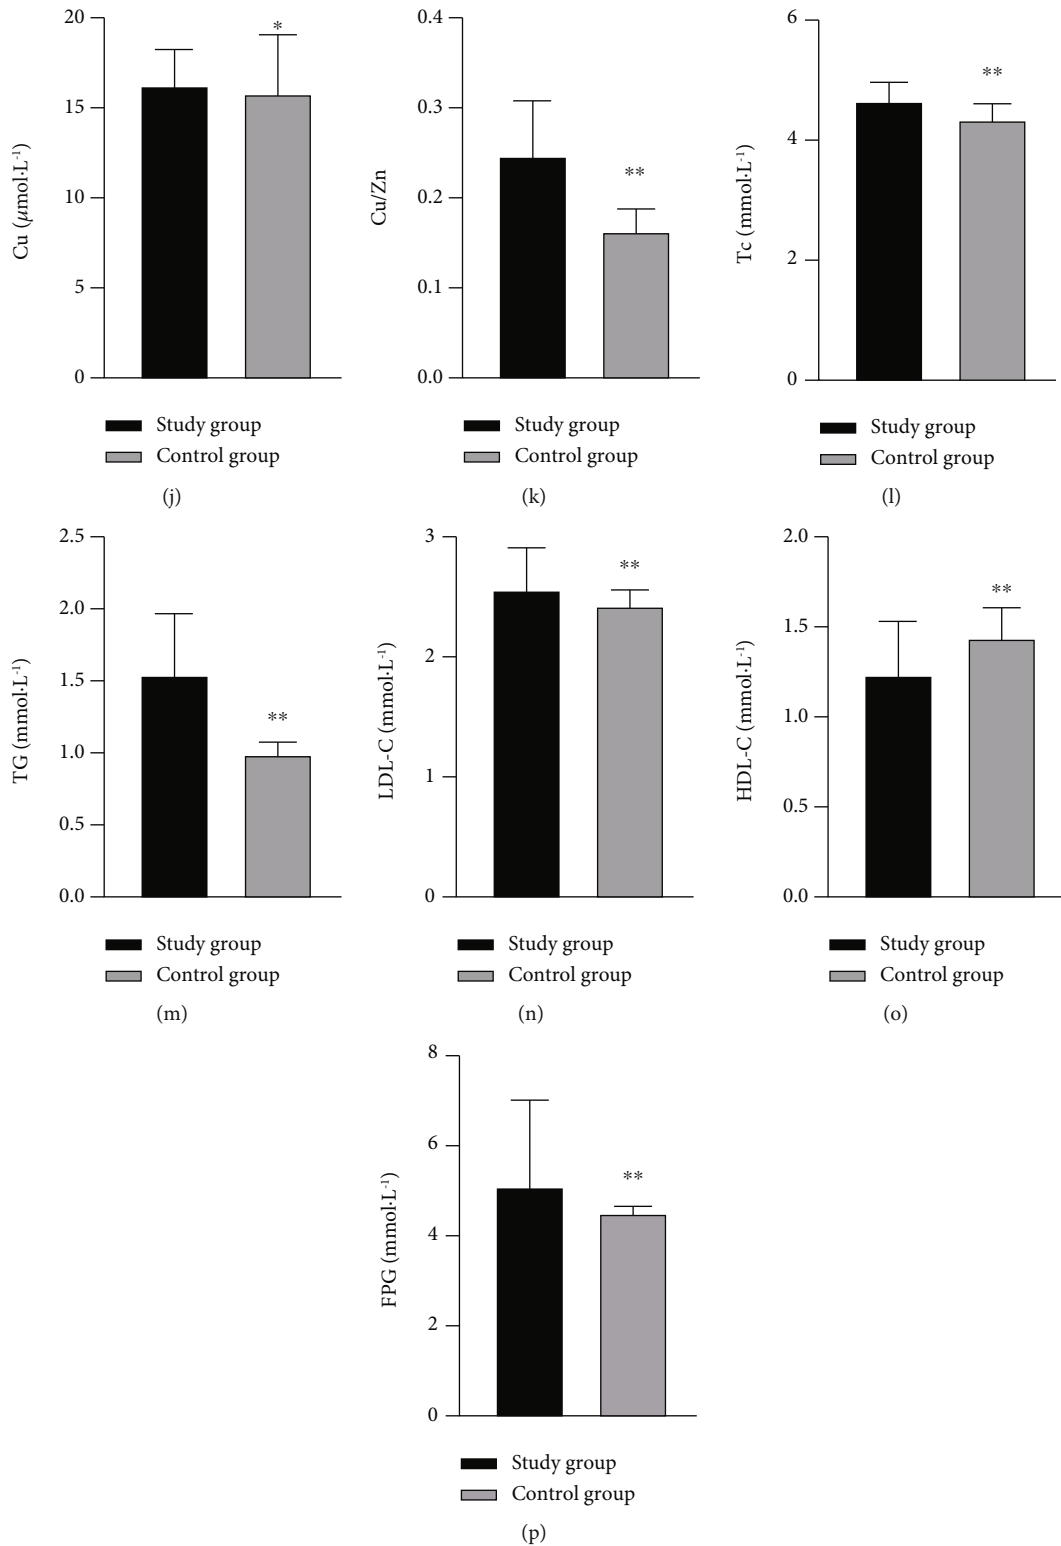 20
15
10
5
0
Cu (μmol·L⁻¹)
*
Study group
Control group
(j)
0.4
0.3
0.2
0.1
0.0
Cu/Zn
**
Study group
Control group
(k)
6
4
2
0
Tc (mmol·L⁻¹)
**
Study group
Control group
(l)
2.5
2.0
1.5
1.0
0.5
0.0
TG (mmol·L⁻¹)
**
Study group
Control group
(m)
3
2
1
0
LDL-C (mmol·L⁻¹)
**
Study group
Control group
(n)
2.0
1.5
1.0
0.5
0.0
HDL-C (mmol·L⁻¹)
**
Study group
Control group
(o)
8
6
4
2
0
FPG (mmol·L⁻¹)
**
Study group
Control group
(p)